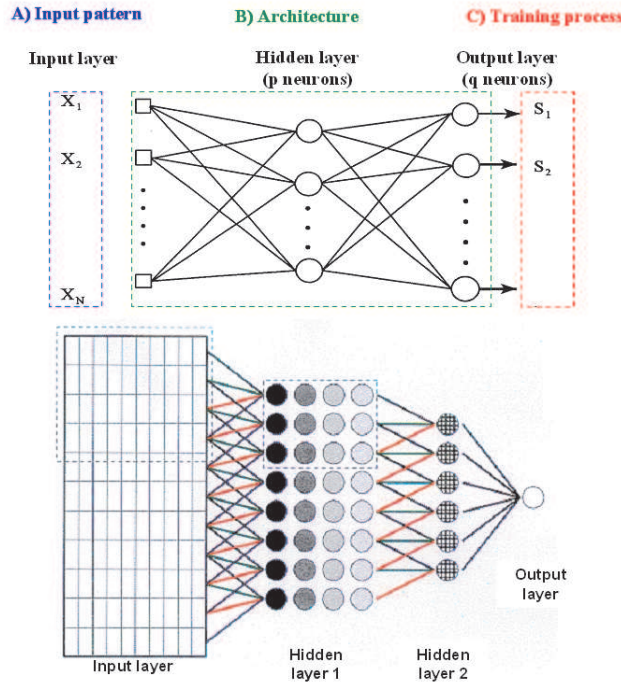 A) Input pattern B) Architecture C) Training process
Input layer Hidden layer Output layer
(p neurons) (q neurons)
X1 S1
X2 S2
XN
Output
layer
Input layer Hidden Hidden
layer 1 layer 2